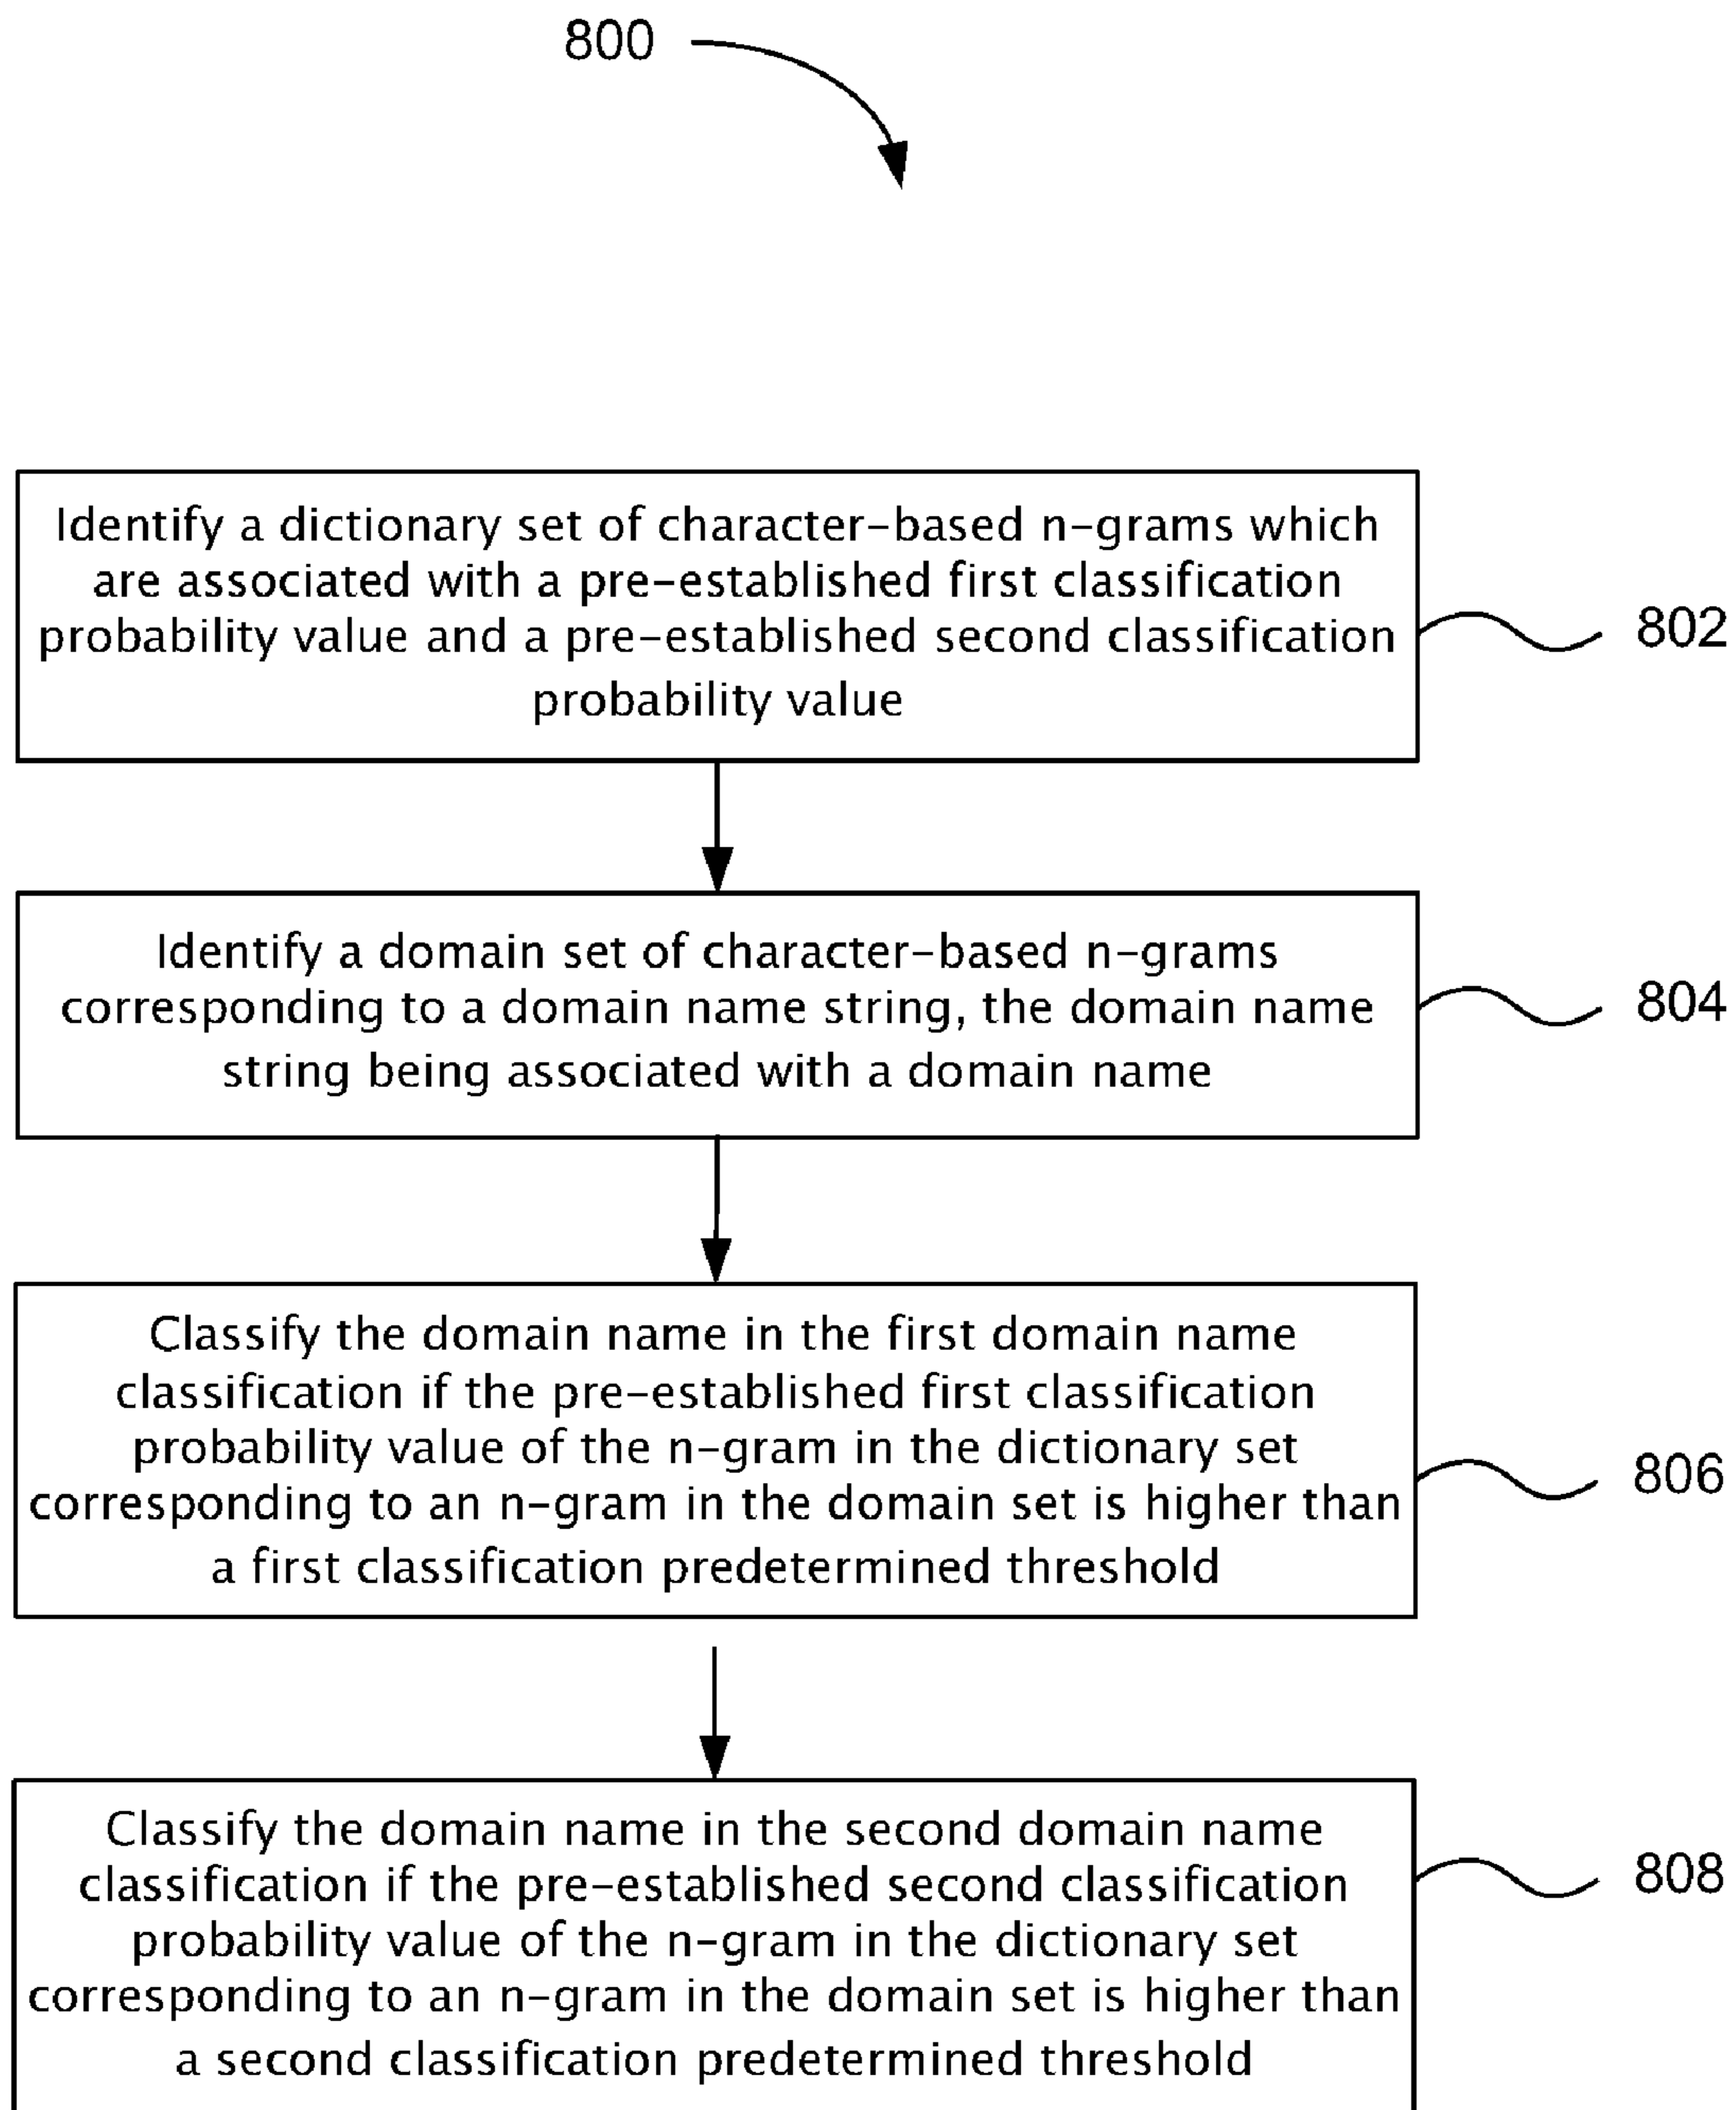 800
Identify a dictionary set of character-based n-grams which
are associated with a pre-established first classification
probability value and a pre-established second classification
probability value
802
Identify a domain set of character-based n-grams
corresponding to a domain name string, the domain name
string being associated with a domain name
804
Classify the domain name in the first domain name
classification if the pre-established first classification
probability value of the n-gram in the dictionary set
corresponding to an n-gram in the domain set is higher than
a first classification predetermined threshold
806
Classify the domain name in the second domain name
classification if the pre-established second classification
probability value of the n-gram in the dictionary set
corresponding to an n-gram in the domain set is higher than
a second classification predetermined threshold
808